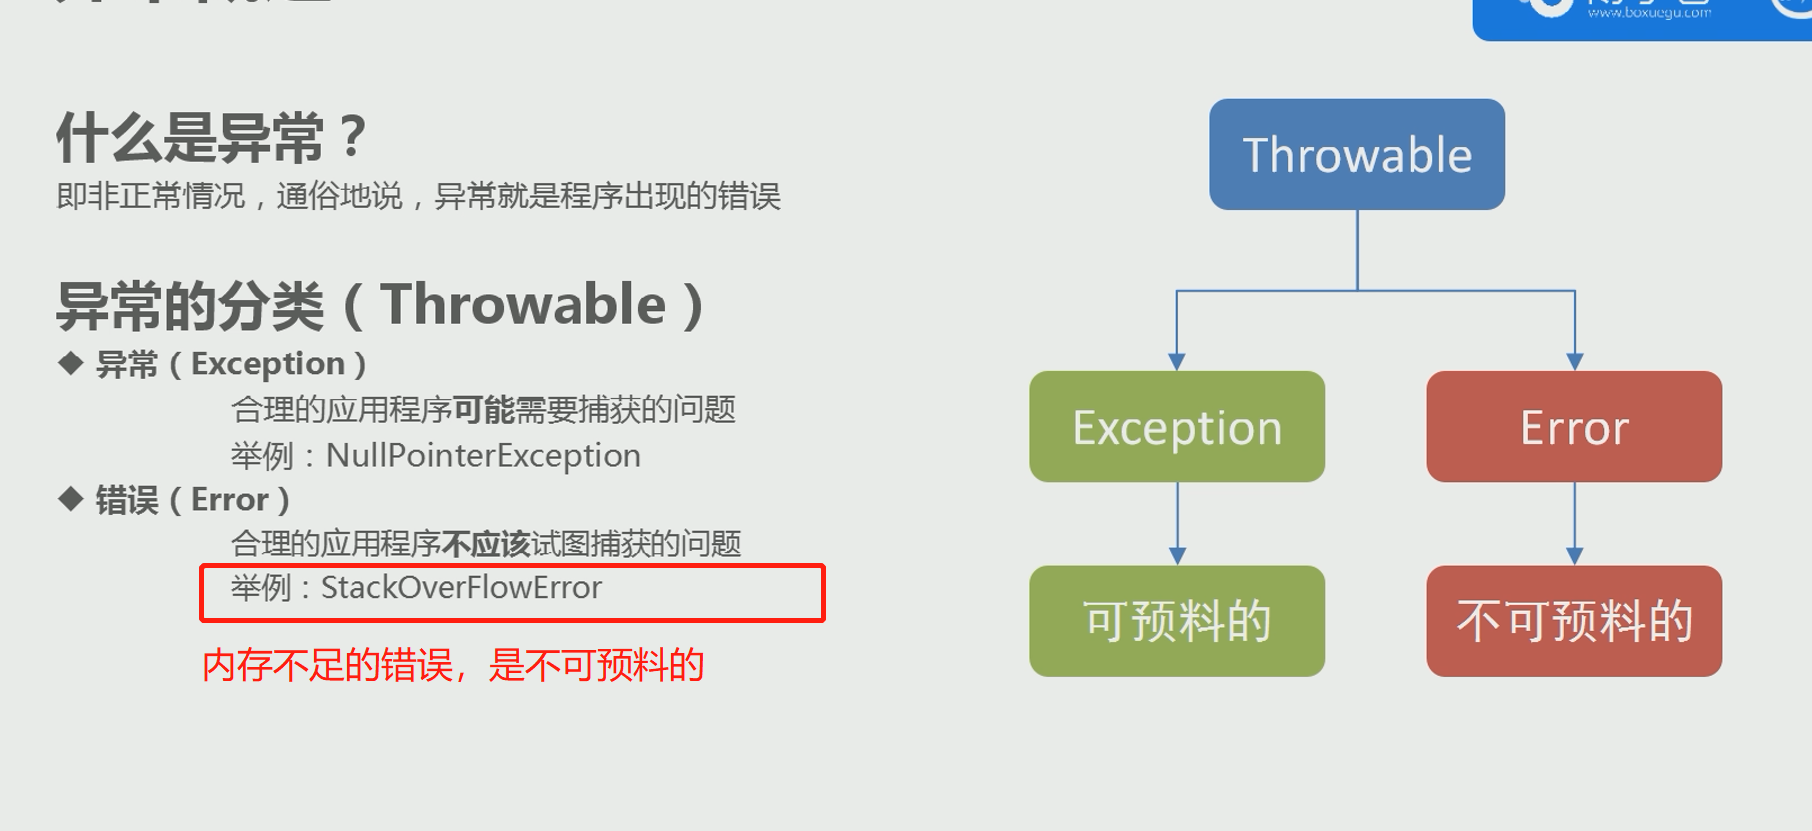 www.boxuegu.com
什么是异常？
即非正常情况，通俗地说，异常就是程序出现的错误
异常的分类（Throwable）
◆ 异常（Exception）
合理的应用程序可能需要捕获的问题
举例：NullPointerException
◆ 错误（Error）
合理的应用程序不应该试图捕获的问题
举例：StackOverFlowError
内存不足的错误，是不可预料的
Throwable
Exception
Error
可预料的
不可预料的